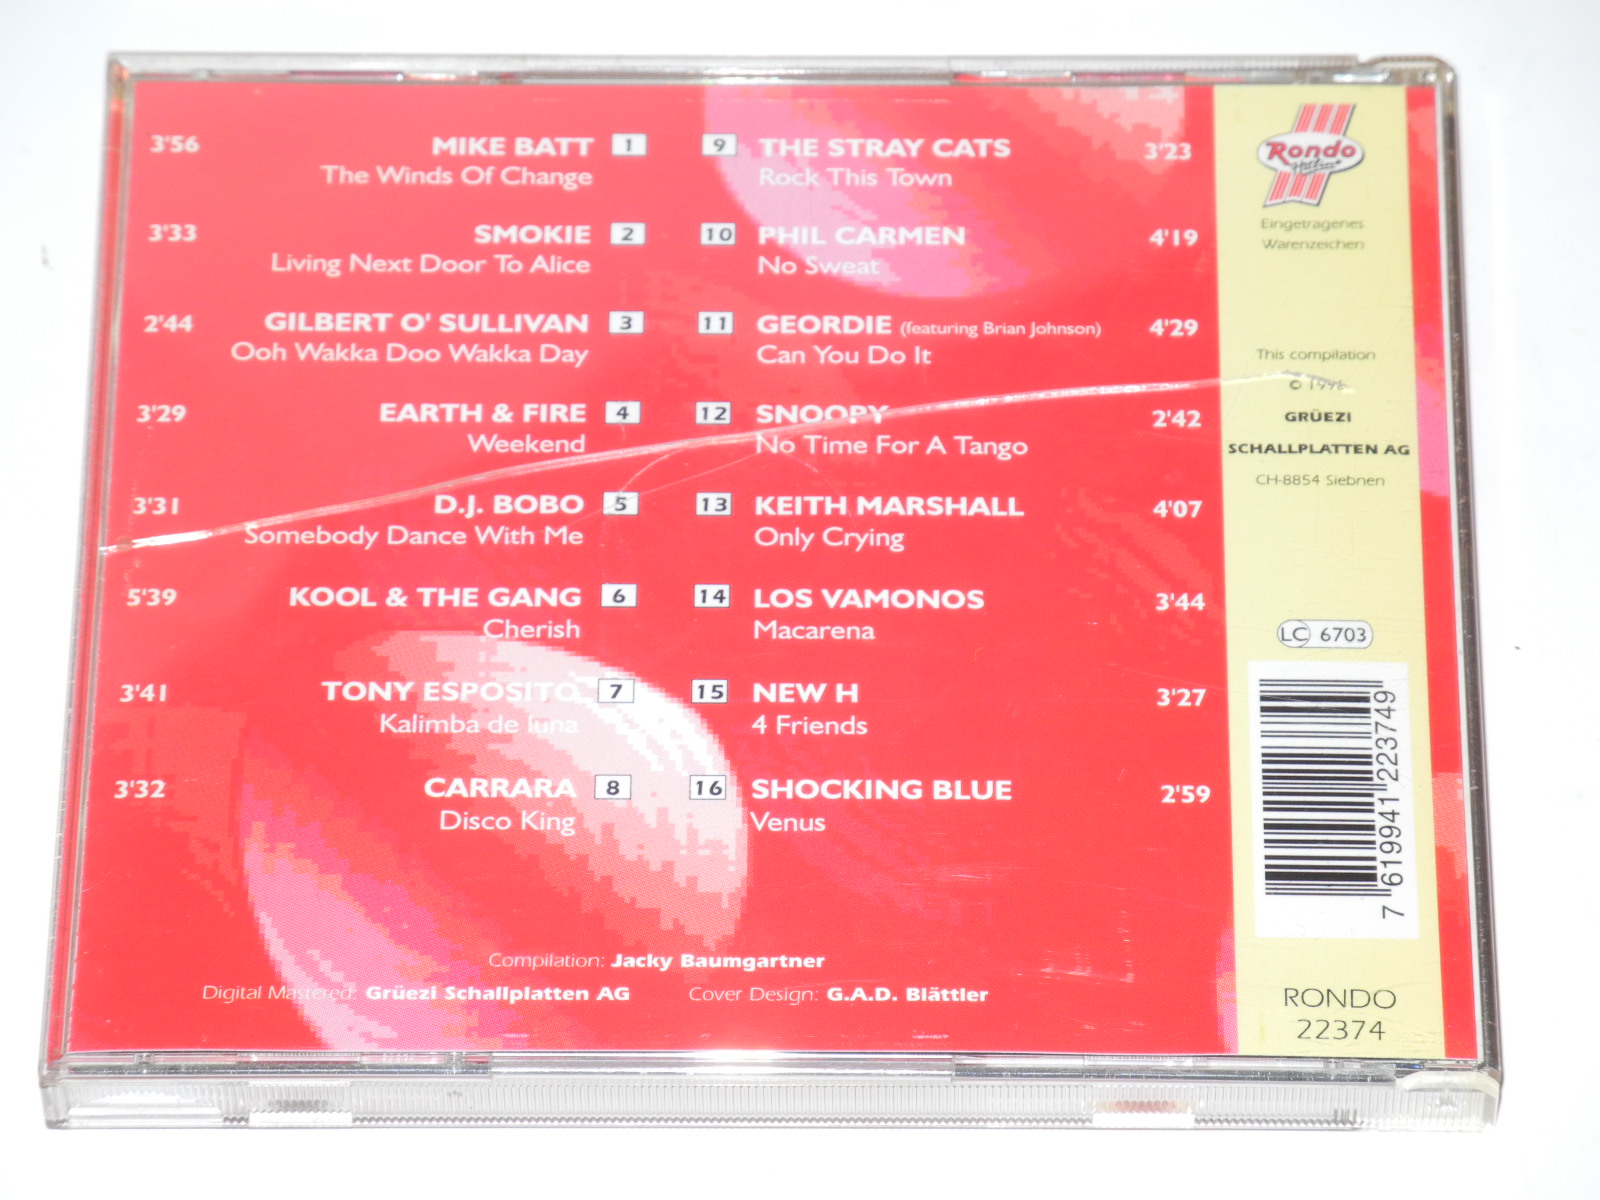 3'56 MIKE BATT 1
The Winds Of Change
3'33 SMOKIE 2
Living Next Door To Alice
2'44 GILBERT O' SULLIVAN 3
Ooh Wakka Doo Wakka Day
3'29 EARTH & FIRE 4
Weekend
3'31 D.J. BOBO 5
Somebody Dance With Me
5'39 KOOL & THE GANG 6
Cherish
3'41 TONY ESPOSITO 7
Kalimba de luna
3'32 CARRARA 8
Disco King
9 THE STRAY CATS 3'23
Rock This Town
10 PHIL CARMEN 4'19
No Sweat
11 GEORDIE (featuring Brian Johnson) 4'29
Can You Do It
12 SNOOPY 2'42
No Time For A Tango
13 KEITH MARSHALL 4'07
Only Crying
14 LOS VAMONOS 3'44
Macarena
15 NEW H 3'27
4 Friends
16 SHOCKING BLUE 2'59
Venus
Compilation: Jacky Baumgartner
Digital Mastered: Grüezi Schallplatten AG Cover Design: G.A.D. Blättler
Rondo
Eingetragenes
Warenzeichen
This compilation
©
GRÜEZI
SCHALLPLATTEN AG
CH-8854 Siebnen
LC 6703
7 619941 223749
RONDO
22374